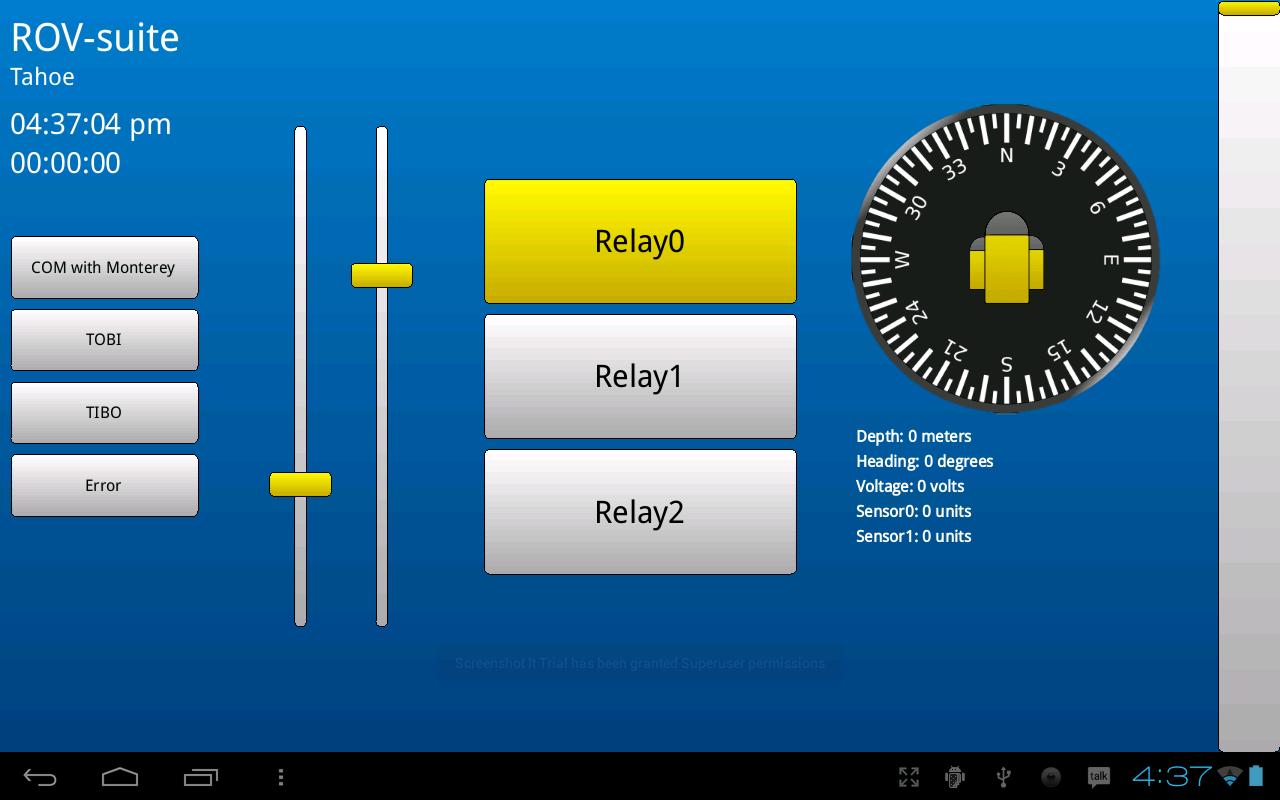 ROV-suite
Tahoe
04:37:04 pm
00:00:00
COM with Monterey
TOBI
TIBO
Error
Relay0
Relay1
Relay2
N
3
6
E
12
15
S
21
24
W
30
33
Depth: 0 meters
Heading: 0 degrees
Voltage: 0 volts
Sensor0: 0 units
Sensor1: 0 units
Screenshot It Trial has been granted Superuser permissions
talk
4:37